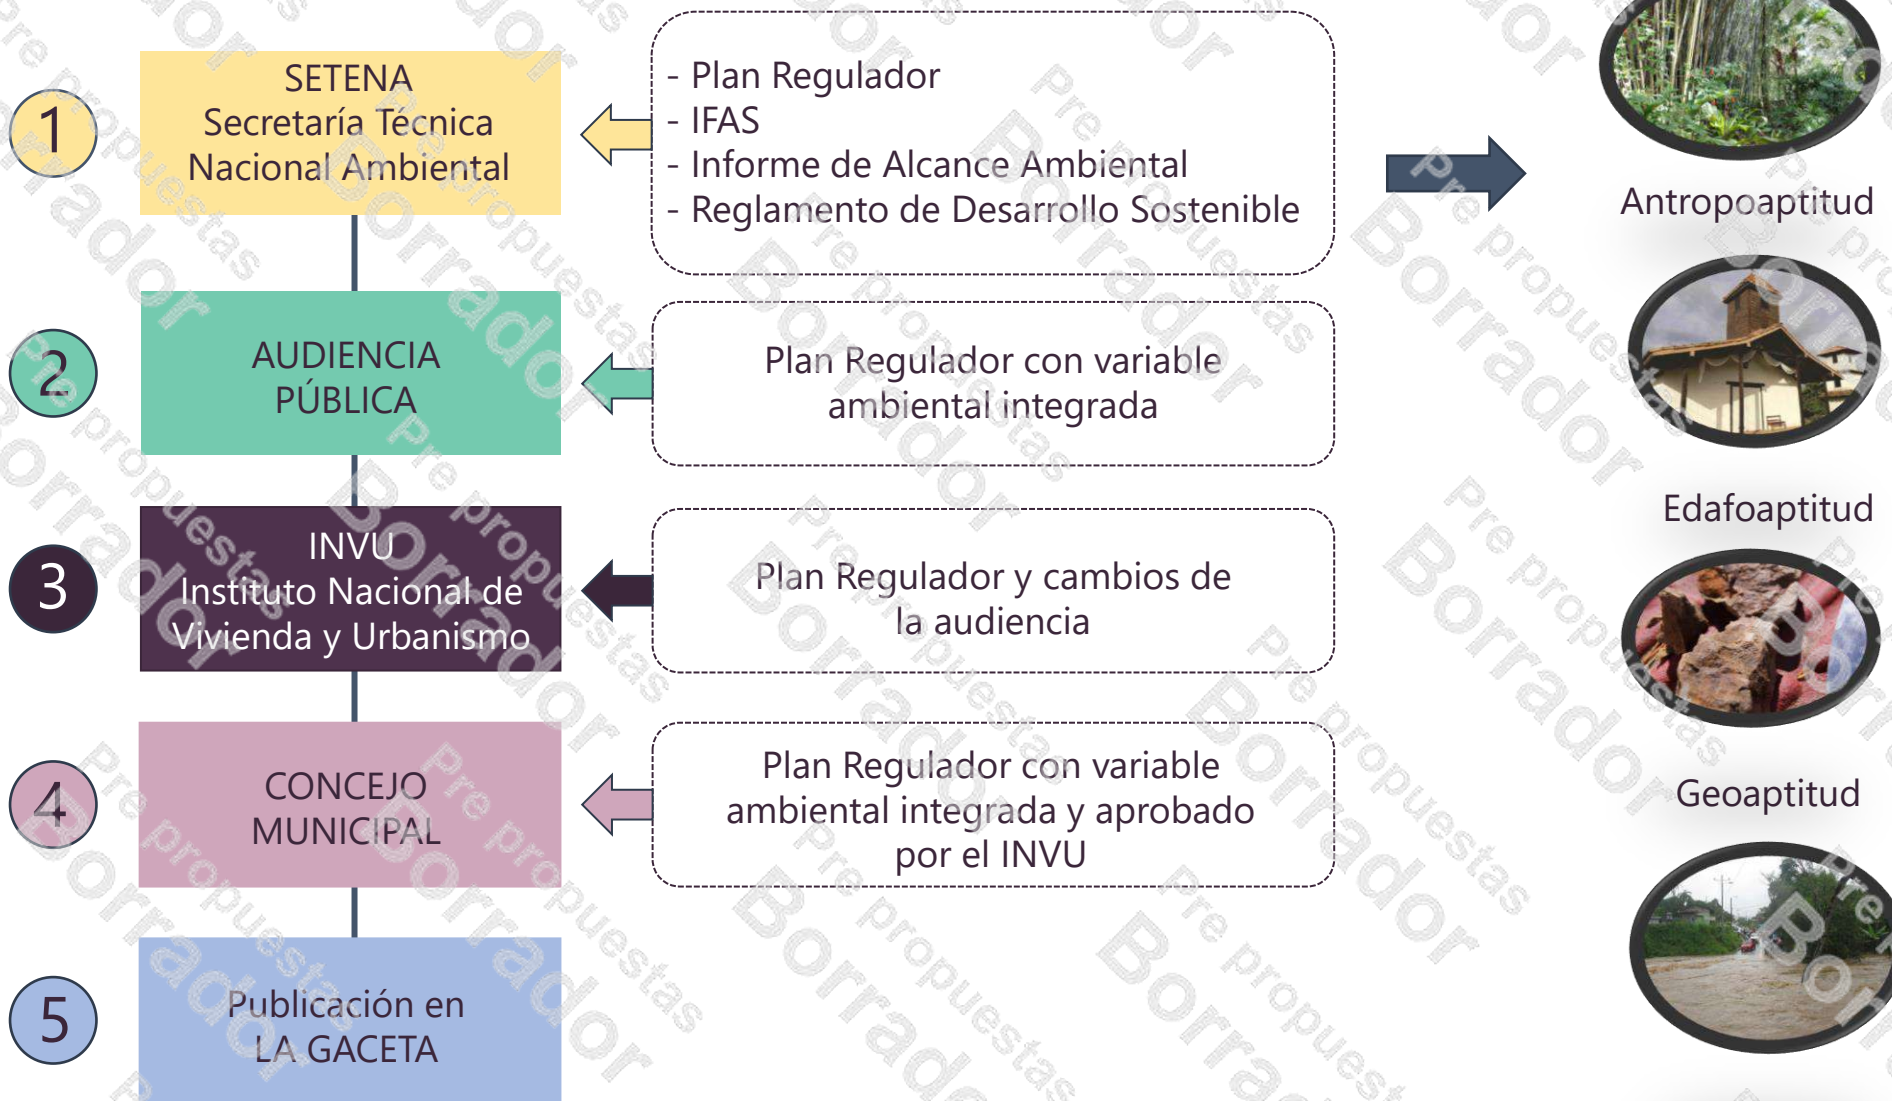 1
SETENA
Secretaría Técnica
Nacional Ambiental
- Plan Regulador
- IFAS
- Informe de Alcance Ambiental
- Reglamento de Desarrollo Sostenible
2
AUDIENCIA
PÚBLICA
Plan Regulador con variable
ambiental integrada
3
INVU
Instituto Nacional de
Vivienda y Urbanismo
Plan Regulador y cambios de
la audiencia
4
CONCEJO
MUNICIPAL
Plan Regulador con variable
ambiental integrada y aprobado
por el INVU
5
Publicación en
LA GACETA
Antropoaptitud
Edafoaptitud
Geoaptitud
Pre propuestas
Borrador